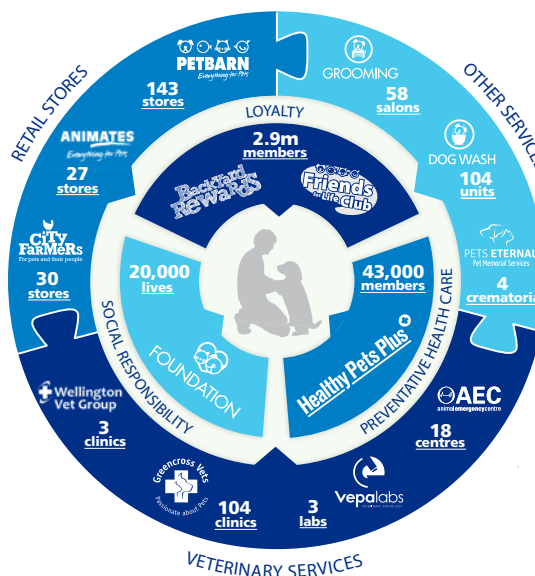 RETAIL STORES
PETBARN
Everything for Pets
143
stores
ANIMATES
Everything for Pets
27
stores
CiTY
FaRMeRS
For pets and their people
30
stores
OTHER SERVICES
GROOMING
58
salons
DOG WASH
104
units
PETS ETERNAL
Pet Memorial Services
4
crematoria
LOYALTY
2.9m
members
BackYard
RewaRdS
Friends
for Life Club
SOCIAL RESPONSIBILITY
20,000
lives
FOUNDATION
PREVENTATIVE HEALTH CARE
43,000
members
Healthy Pets Plus
VETERINARY SERVICES
Wellington
Vet Group
3
clinics
Greencross Vets
Passionate about Pets
104
clinics
3
labs
vepalabs
VETERINARY PATHOLOGY
AEC
animalemergencycentre
18
centres